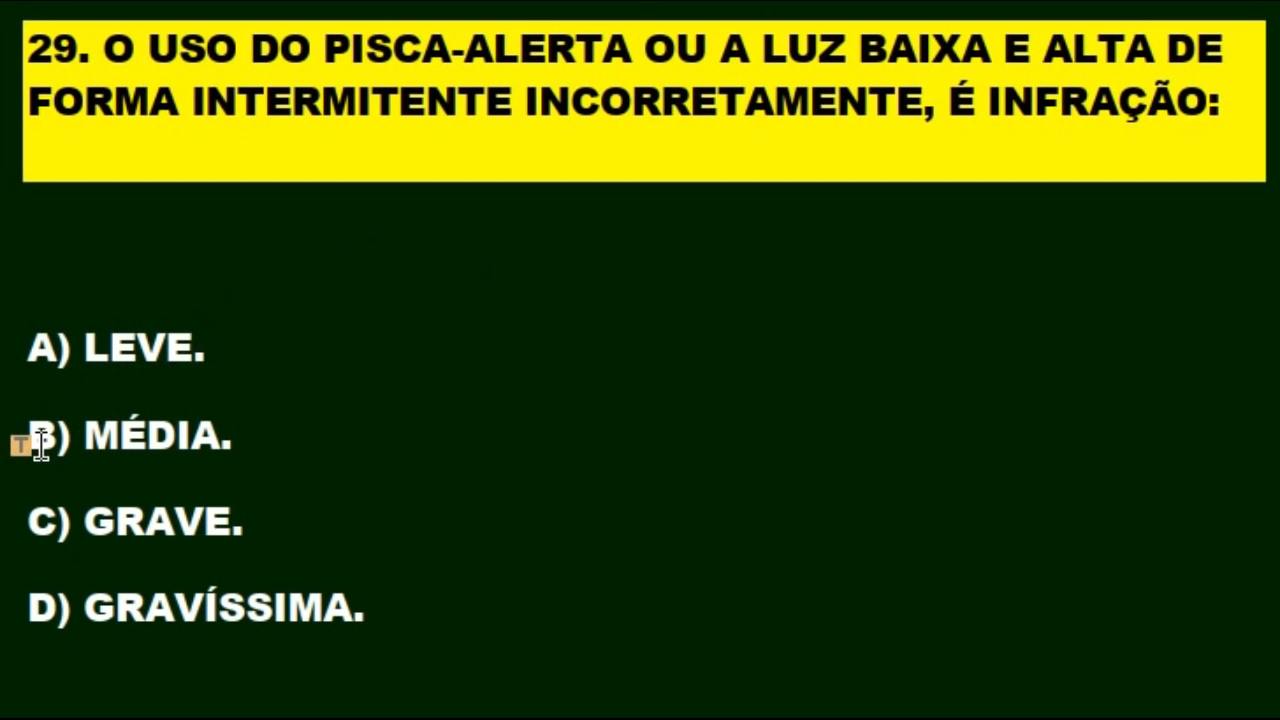 29. O USO DO PISCA-ALERTA OU A LUZ BAIXA E ALTA DE
FORMA INTERMITENTE INCORRETAMENTE, É INFRAÇÃO:
A) LEVE.
B) MÉDIA.
C) GRAVE.
D) GRAVÍSSIMA.